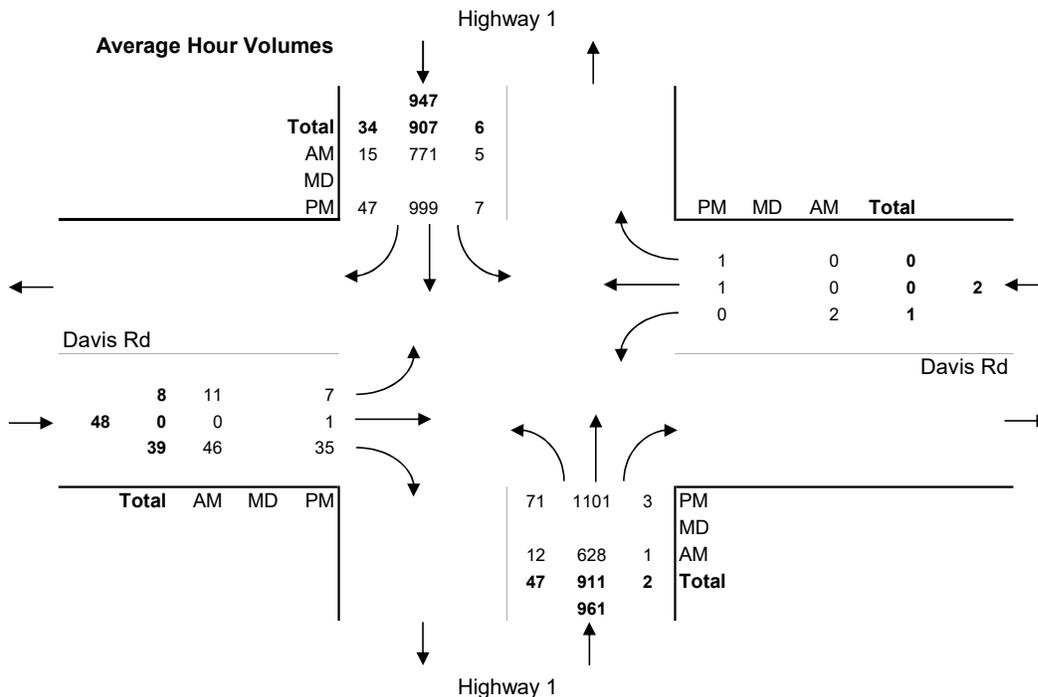 Highway 1
Average Hour Volumes
947
Total 34 907 6
AM 15 771 5
MD
PM 47 999 7
PM MD AM Total
1 0 0
1 0 0 2
0 2 1
Davis Rd
Davis Rd
8 11 7
48 0 0 1
39 46 35
Total AM MD PM
71 1101 3 PM
MD
12 628 1 AM
47 911 2 Total
961
Highway 1